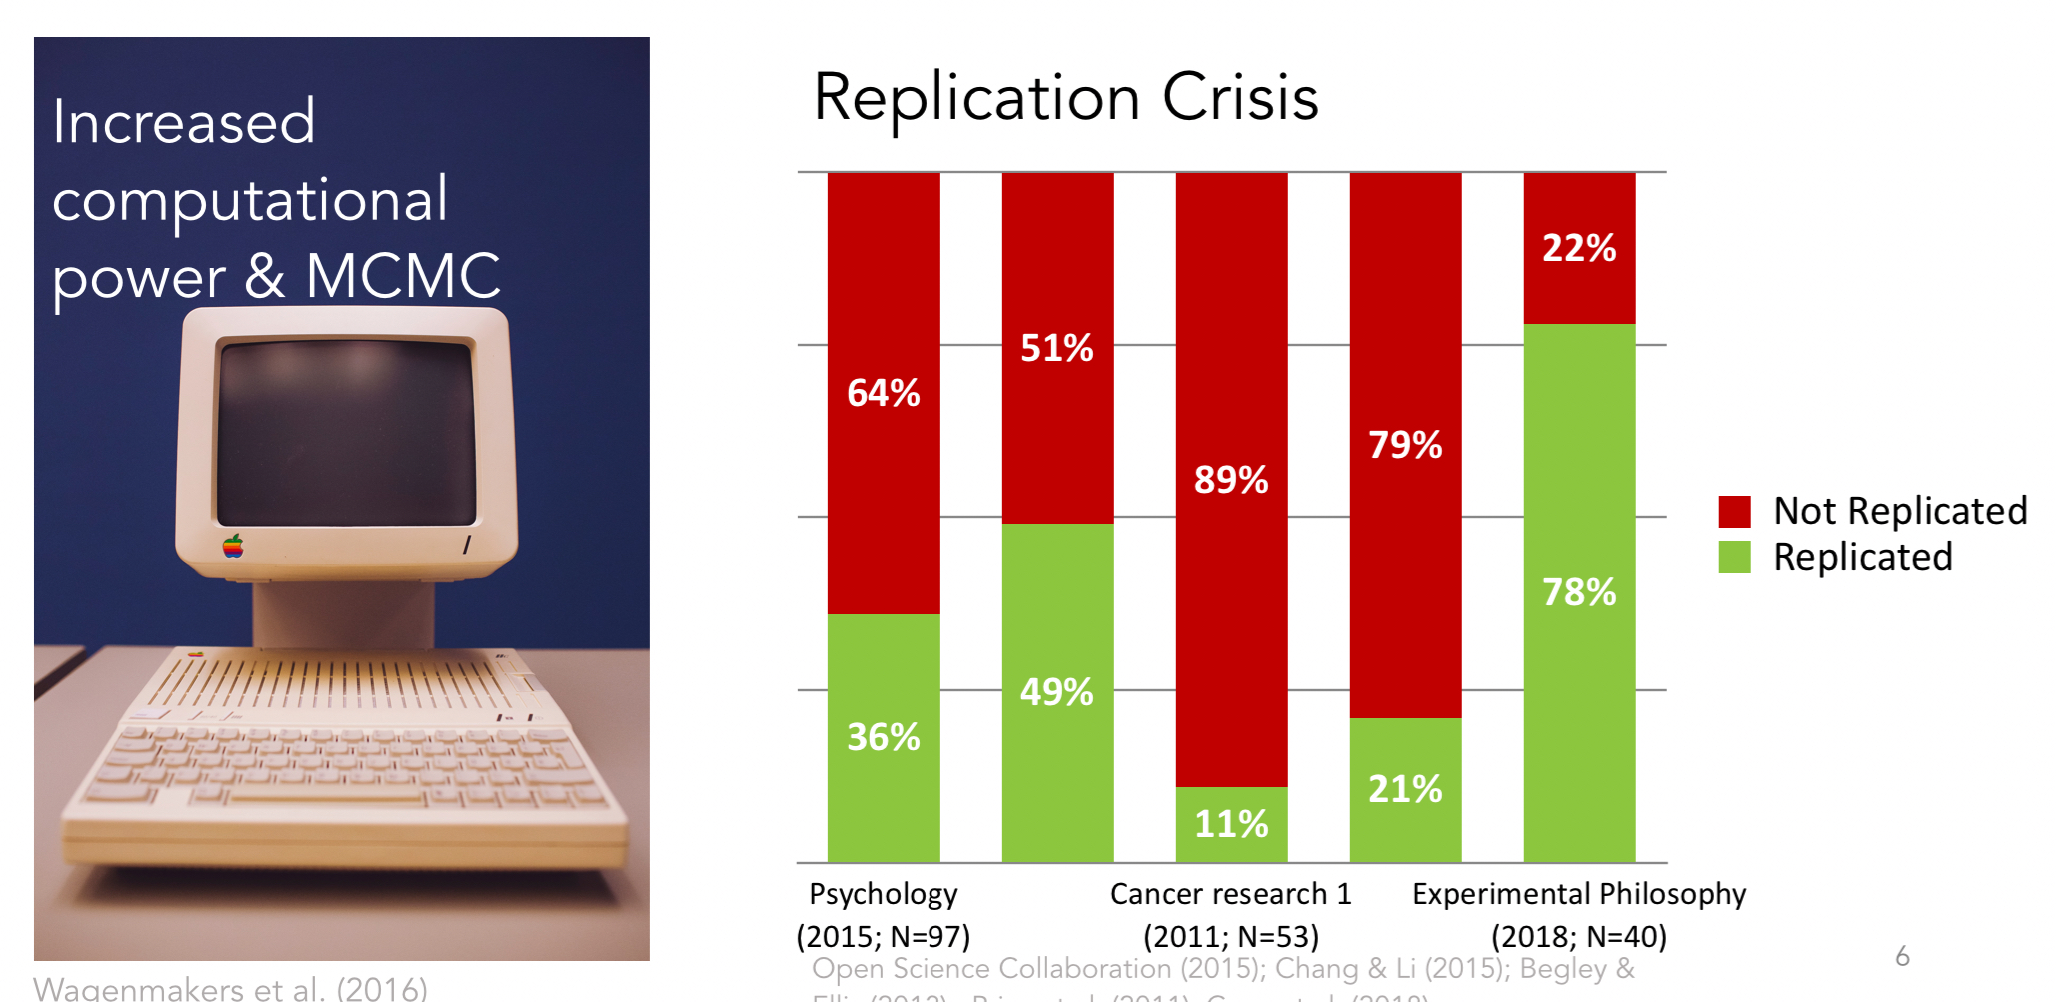 Increased
computational
power & MCMC
Wagenmakers et al. (2016)
Replication Crisis
64%
51%
89%
79%
22%
36%
49%
11%
21%
78%
Not Replicated
Replicated
Psychology
(2015; N=97)
Cancer research 1
(2011; N=53)
Experimental Philosophy
(2018; N=40)
Open Science Collaboration (2015); Chang & Li (2015); Begley &
6